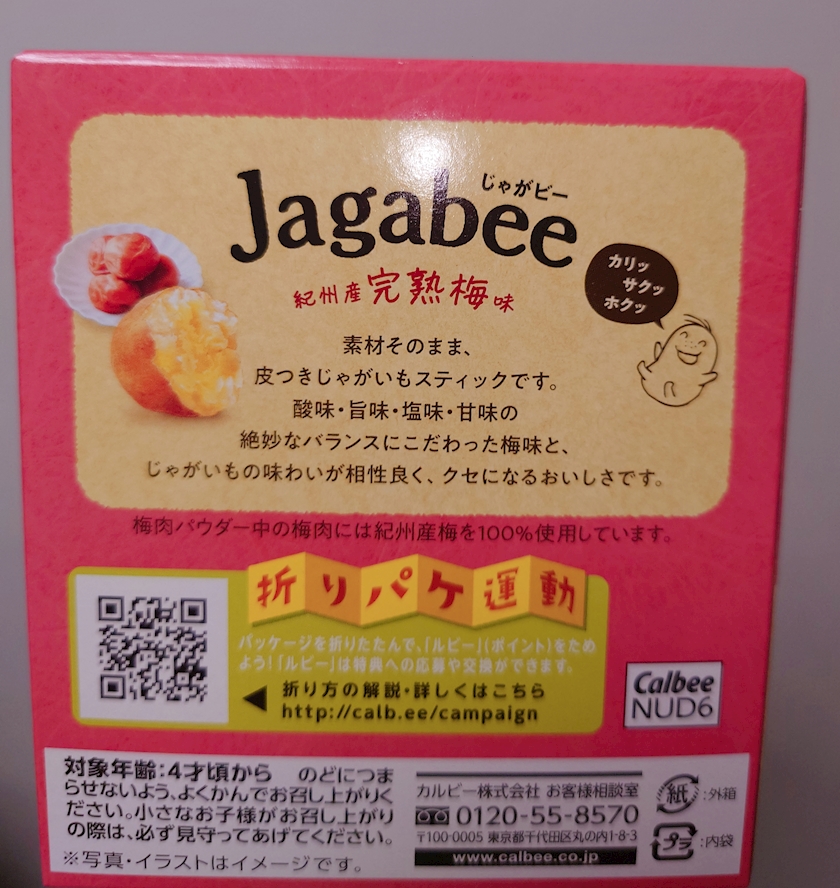 じゃがビー
Jagabee
紀州産完熟梅味
カリッ
サクッ
ホクッ
素材そのまま、
皮つきじゃがいもスティックです。
酸味・旨味・塩味・甘味の
絶妙なバランスにこだわった梅味と、
じゃがいもの味わいが相性良く、クセになるおいしさです。
梅肉パウダー中の梅肉には紀州産梅を100%使用しています。
折りパケ運動
パッケージを折りたたんで、「ルビー」(ポイント)をため
よう!「ルビー」は特典への応募や交換ができます。
◀ 折り方の解説・詳しくはこちら
http://calb.ee/campaign
Calbee
NUD6
対象年齢:4才頃から のどにつま
らせないよう、よくかんでお召し上がりく
ださい。小さなお子様がお召し上がり
の際は、必ず見守ってあげてください。
※写真・イラストはイメージです。
カルビー株式会社 お客様相談室
0120-55-8570
〒100-0005 東京都千代田区丸の内1-8-3
www.calbee.co.jp
紙:外箱
プラ:内袋